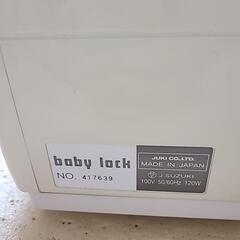 baby lock
NO. 417639
JUKI CO., LTD.
MADE IN JAPAN
J.SUZUKI
100V 50/60Hz 120W